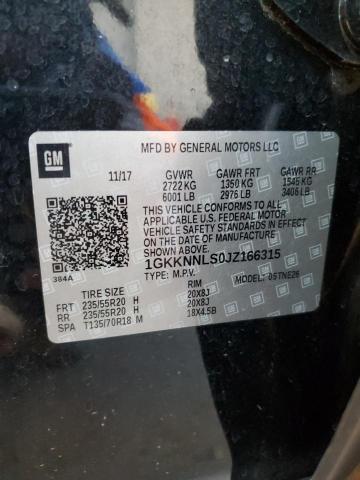 GM
MFD BY GENERAL MOTORS LLC
11/17 GVWR GAWR FRT GAWR RR
2722 KG 1350 KG 1545 KG
6001 LB 2976 LB 3406 LB
THIS VEHICLE CONFORMS TO ALL
APPLICABLE U.S. FEDERAL MOTOR
VEHICLE SAFETY STANDARDS IN
EFFECT ON THE DATE OF
MANUFACTURE SHOWN ABOVE.
384A
1GKKNNLS0JZ166315
TYPE: M.P.V. MODEL: 0STNE26
TIRE SIZE RIM
FRT 235/55R20 H 20X8J
RR 235/55R20 H 20X8J
SPA T135/70R18 M 18X4.5B